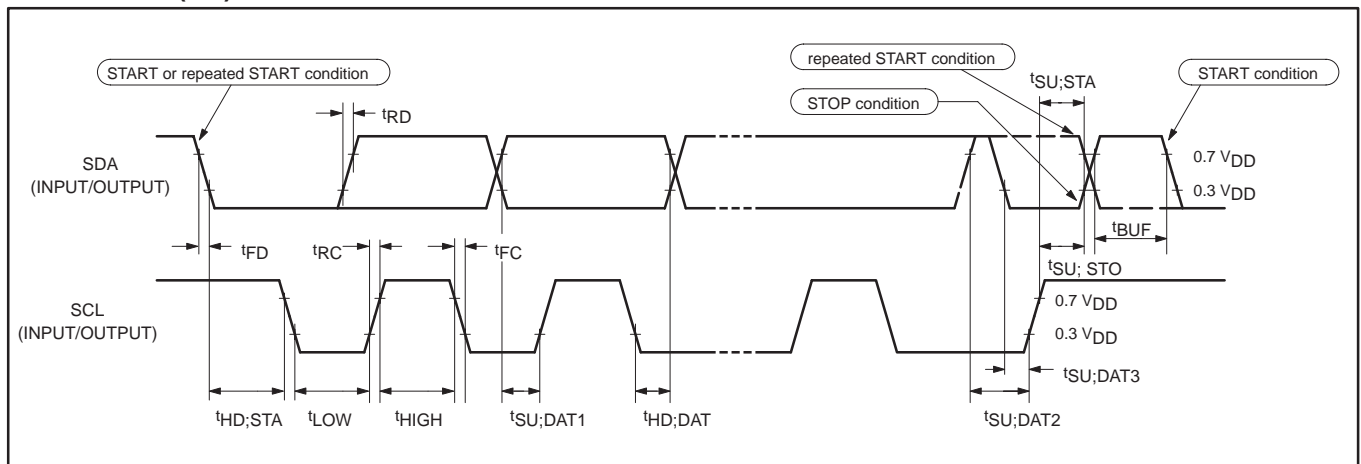 START or repeated START condition
repeated START condition
tSU;STA
START condition
STOP condition
tRD
SDA
(INPUT/OUTPUT)
0.7 VDD
0.3 VDD
tFD
tRC
tFC
tBUF
tSU; STO
SCL
(INPUT/OUTPUT)
0.7 VDD
0.3 VDD
tSU;DAT3
tHD;STA
tLOW
tHIGH
tSU;DAT1
tHD;DAT
tSU;DAT2